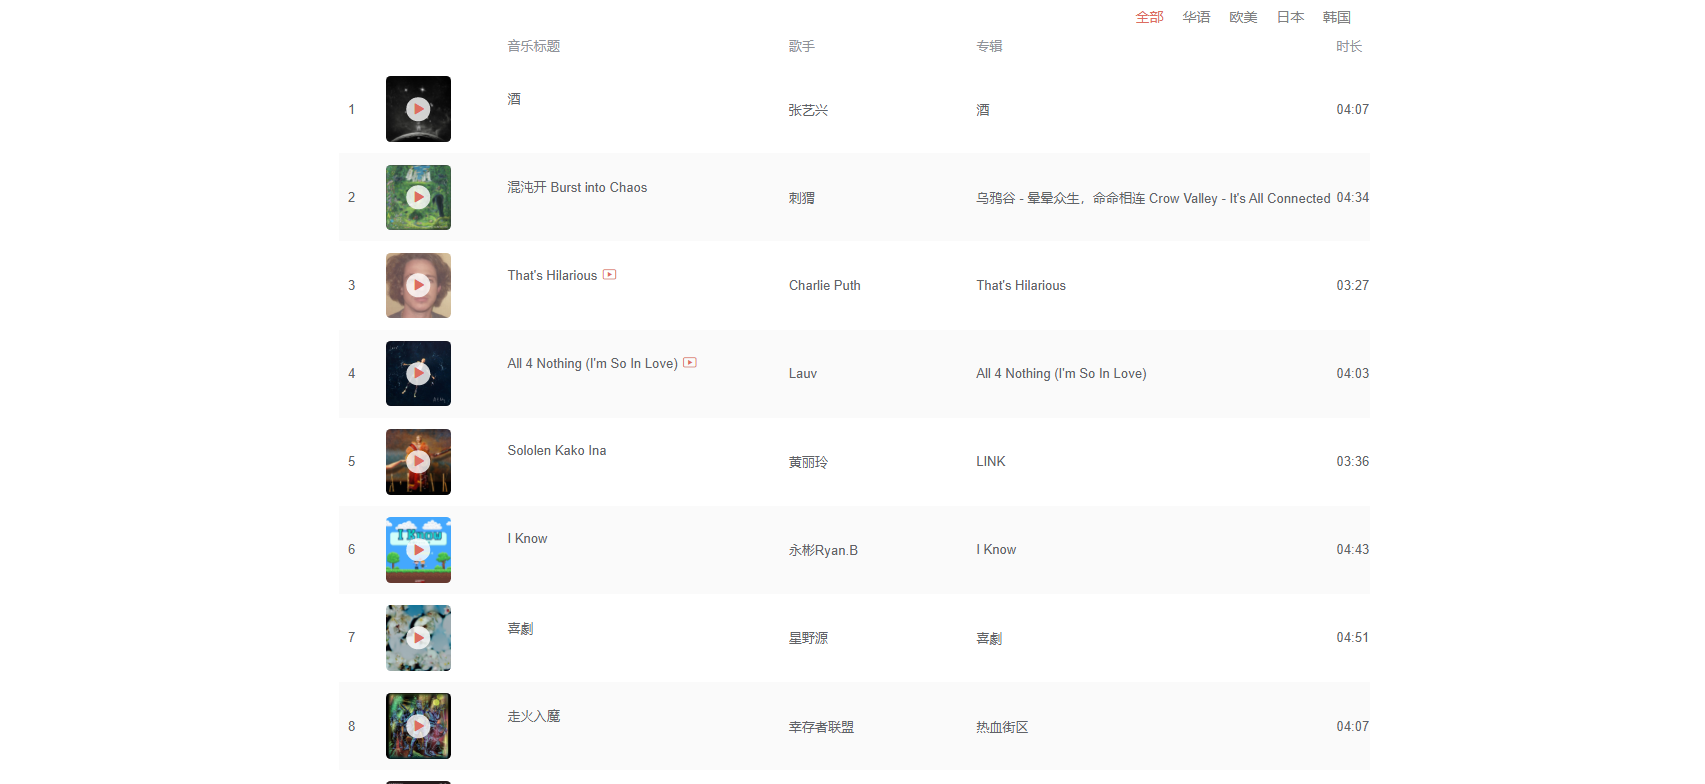 全部 华语 欧美 日本 韩国
音乐标题 歌手 专辑 时长
1 酒 张艺兴 酒 04:07
2 混沌开 Burst into Chaos 刺猬 乌鸦谷 - 晕晕众生，命命相连 Crow Valley - It's All Connected 04:34
3 That's Hilarious Charlie Puth That's Hilarious 03:27
4 All 4 Nothing (I'm So In Love) Lauv All 4 Nothing (I'm So In Love) 04:03
5 Sololen Kako Ina 黄丽玲 LINK 03:36
6 I Know I Know 永彬Ryan.B I Know 04:43
7 喜劇 星野源 喜劇 04:51
8 走火入魔 幸存者联盟 热血街区 04:07